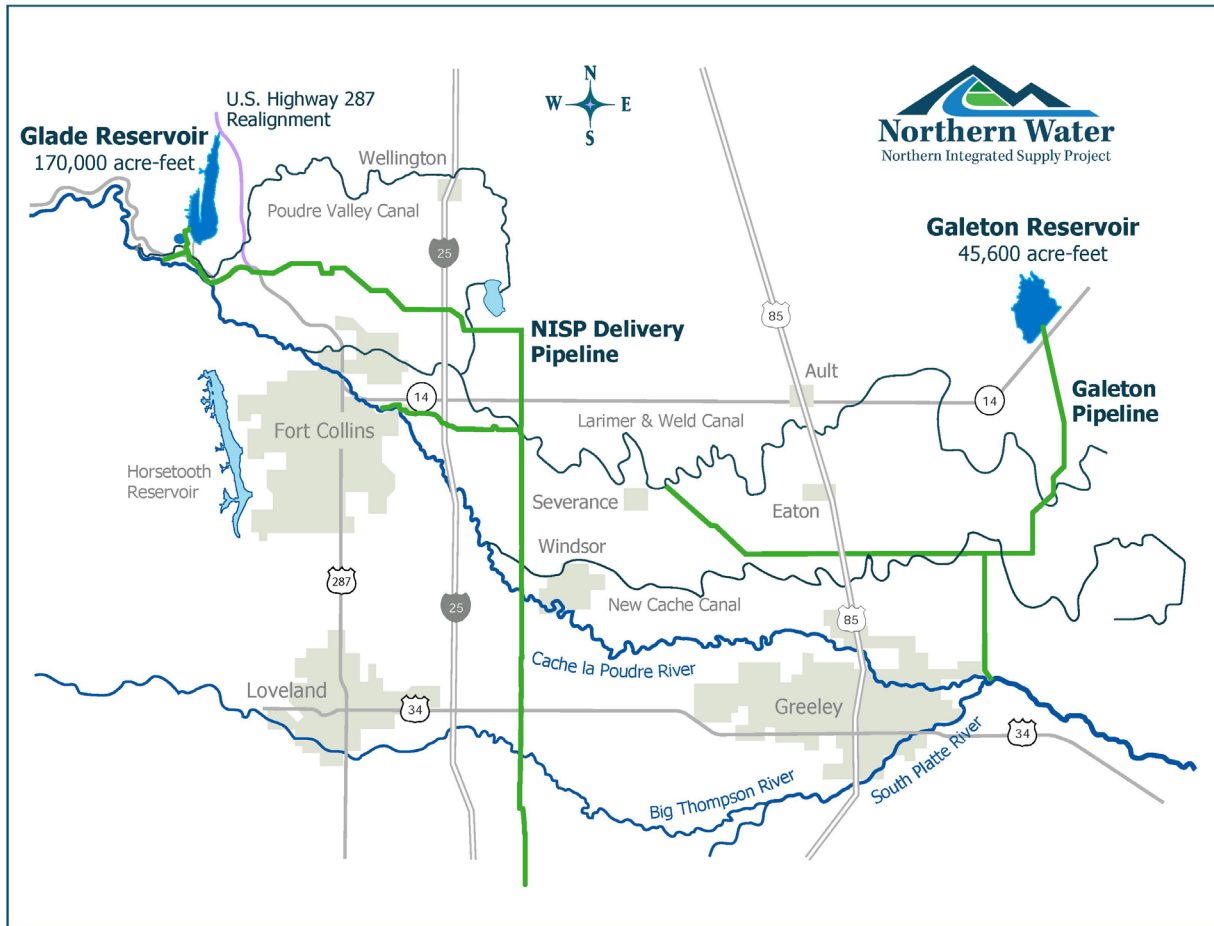 U.S. Highway 287
Realignment
Glade Reservoir
170,000 acre-feet
N
W E
S
Northern Water
Northern Integrated Supply Project
Wellington
Poudre Valley Canal
25
Galeton Reservoir
45,600 acre-feet
NISP Delivery
Pipeline
85
Ault
14
14
Galeton
Pipeline
Fort Collins
Larimer & Weld Canal
Horsetooth
Reservoir
Severance
Eaton
Windsor
287
25
New Cache Canal
85
Cache la Poudre River
Loveland
34
Greeley
34
South Platte River
Big Thompson River